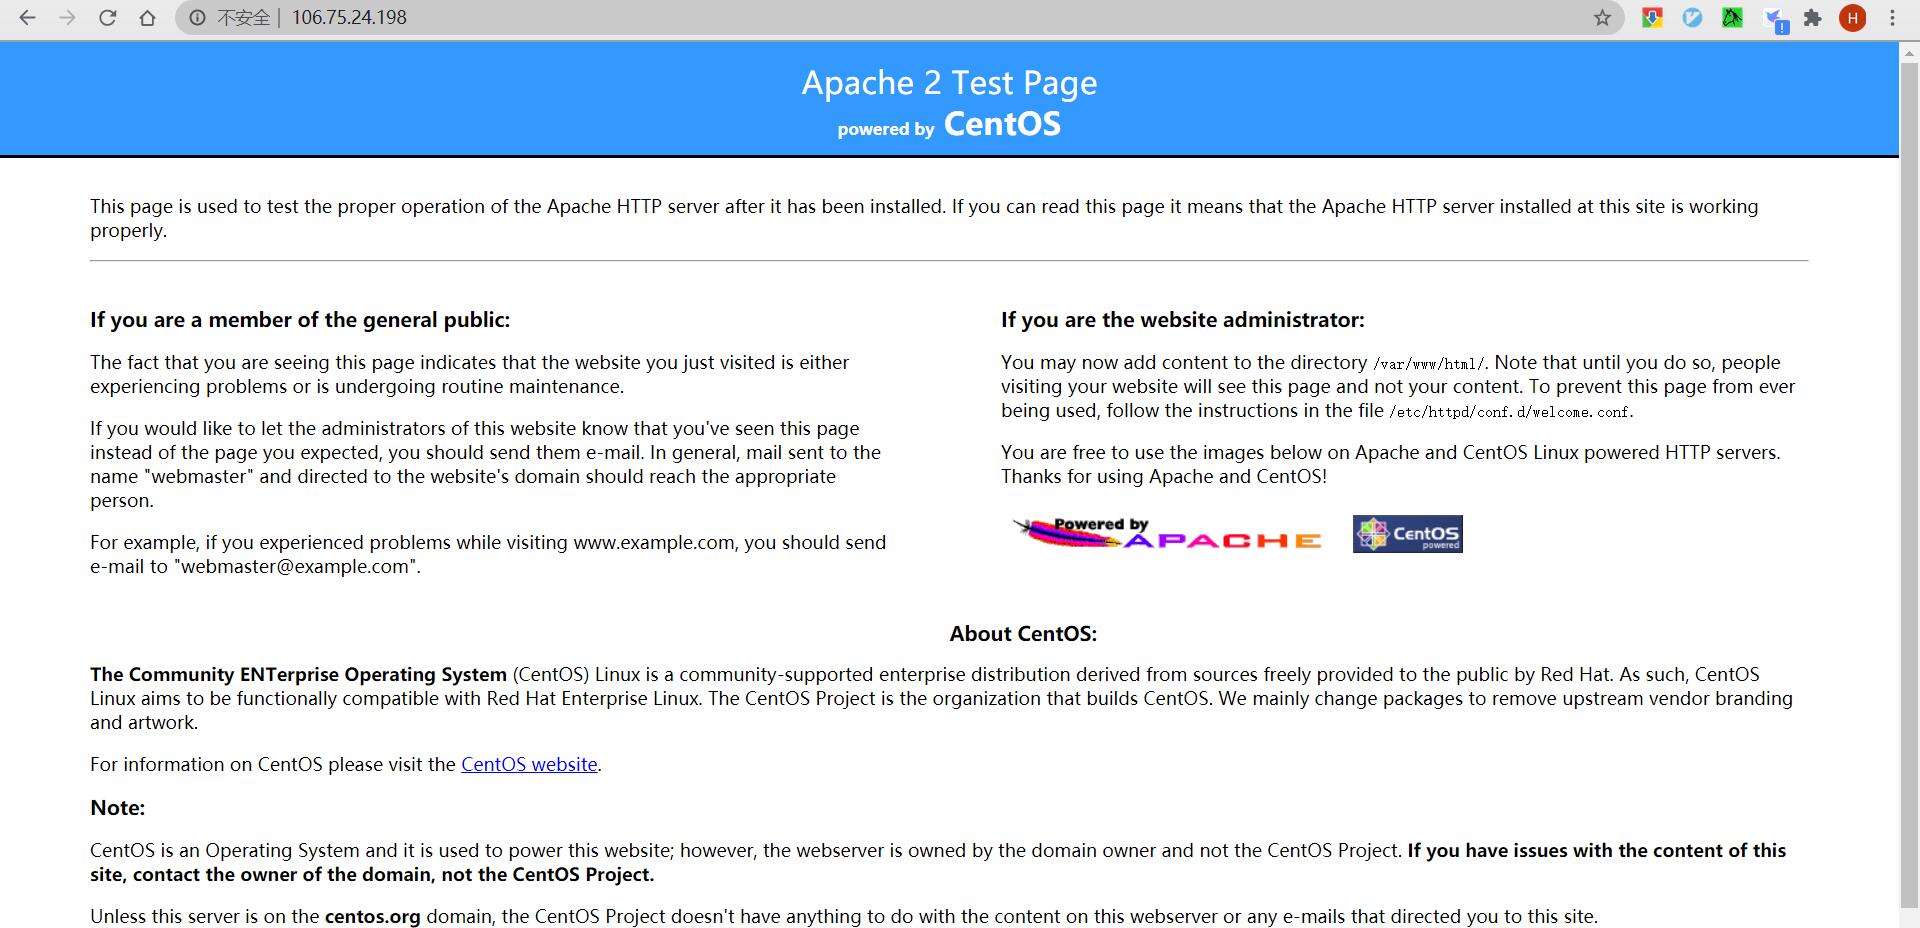 不安全 | 106.75.24.198
H
Apache 2 Test Page
powered by CentOS
This page is used to test the proper operation of the Apache HTTP server after it has been installed. If you can read this page it means that the Apache HTTP server installed at this site is working
properly.
If you are a member of the general public:
The fact that you are seeing this page indicates that the website you just visited is either
experiencing problems or is undergoing routine maintenance.
If you would like to let the administrators of this website know that you've seen this page
instead of the page you expected, you should send them e-mail. In general, mail sent to the
name "webmaster" and directed to the website's domain should reach the appropriate
person.
For example, if you experienced problems while visiting www.example.com, you should send
e-mail to "webmaster@example.com".
If you are the website administrator:
You may now add content to the directory /var/www/html/. Note that until you do so, people
visiting your website will see this page and not your content. To prevent this page from ever
being used, follow the instructions in the file /etc/httpd/conf.d/welcome.conf.
You are free to use the images below on Apache and CentOS Linux powered HTTP servers.
Thanks for using Apache and CentOS!
Powered by
APACHE
CentOS
powered
About CentOS:
The Community ENTerprise Operating System (CentOS) Linux is a community-supported enterprise distribution derived from sources freely provided to the public by Red Hat. As such, CentOS
Linux aims to be functionally compatible with Red Hat Enterprise Linux. The CentOS Project is the organization that builds CentOS. We mainly change packages to remove upstream vendor branding
and artwork.
For information on CentOS please visit the CentOS website.
Note:
CentOS is an Operating System and it is used to power this website; however, the webserver is owned by the domain owner and not the CentOS Project. If you have issues with the content of this
site, contact the owner of the domain, not the CentOS Project.
Unless this server is on the centos.org domain, the CentOS Project doesn't have anything to do with the content on this webserver or any e-mails that directed you to this site.